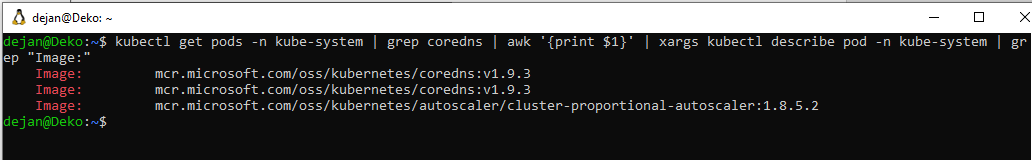 dejan@Deko: ~
dejan@Deko:~$ kubectl get pods -n kube-system | grep coredns | awk '{print $1}' | xargs kubectl describe pod -n kube-system | gr
ep "Image:"
    Image:         mcr.microsoft.com/oss/kubernetes/coredns:v1.9.3
    Image:         mcr.microsoft.com/oss/kubernetes/coredns:v1.9.3
    Image:         mcr.microsoft.com/oss/kubernetes/autoscaler/cluster-proportional-autoscaler:1.8.5.2
dejan@Deko:~$